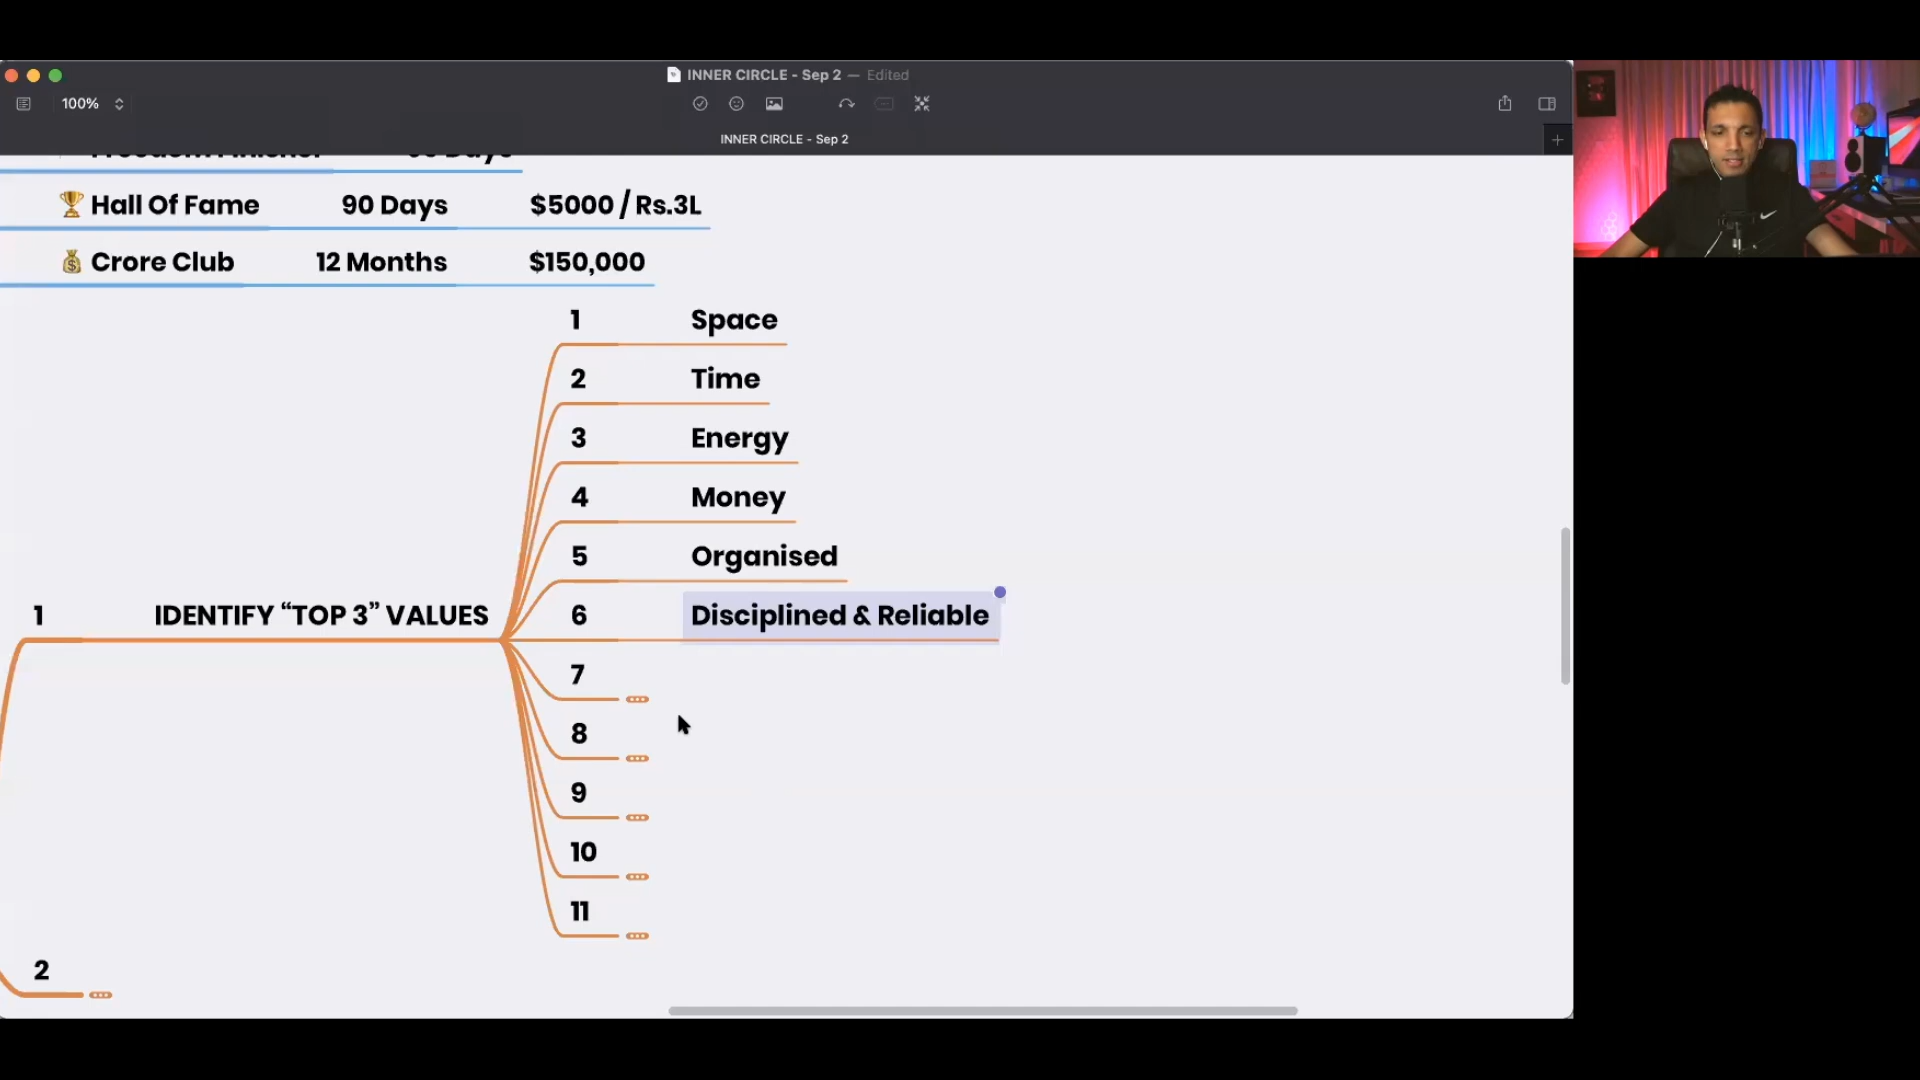 INNER CIRCLE - Sep 2 — Edited
100%
INNER CIRCLE - Sep 2
🏆 Hall Of Fame 90 Days $5000 / Rs.3L
💰 Crore Club 12 Months $150,000
1 Space
2 Time
3 Energy
4 Money
5 Organised
1 IDENTIFY “TOP 3” VALUES 6 Disciplined & Reliable
7
8
9
10
11
2